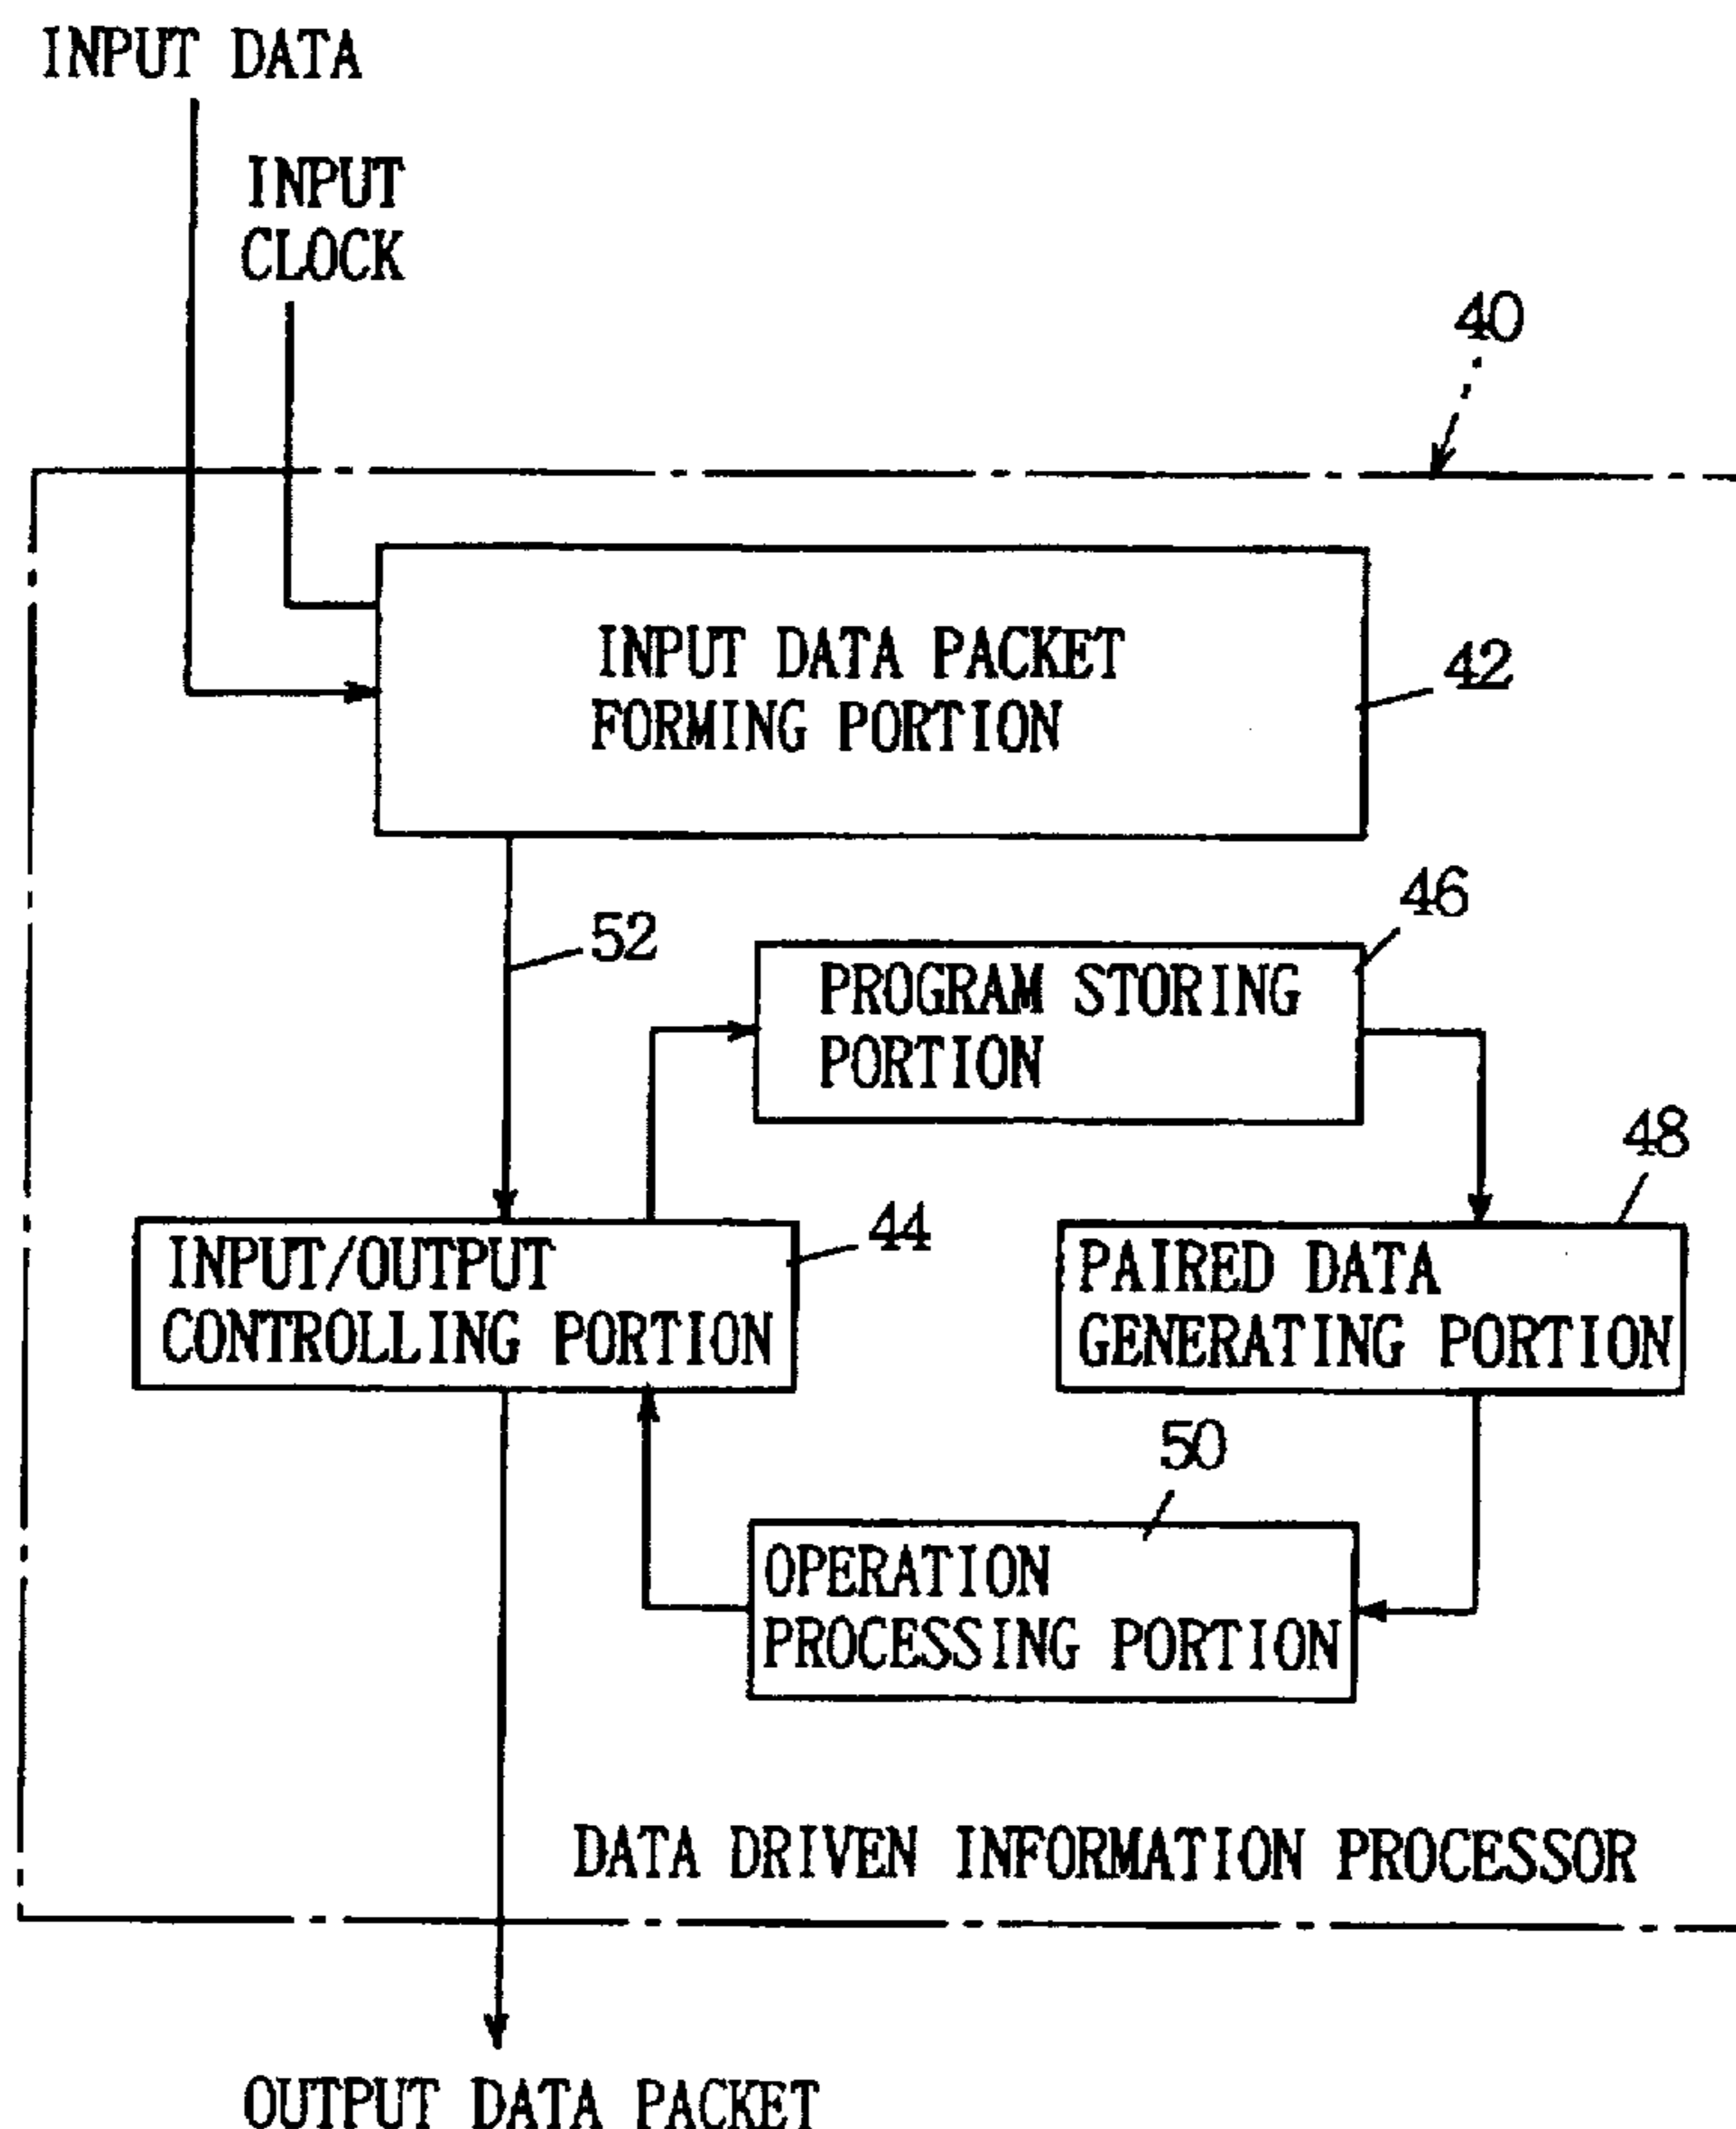 INPUT DATA
INPUT
CLOCK
40
INPUT DATA PACKET
FORMING PORTION
42
46
52
PROGRAM STORING
PORTION
48
44
INPUT/OUTPUT
CONTROLLING PORTION
PAIRED DATA
GENERATING PORTION
50
OPERATION
PROCESSING PORTION
DATA DRIVEN INFORMATION PROCESSOR
OUTPUT DATA PACKET